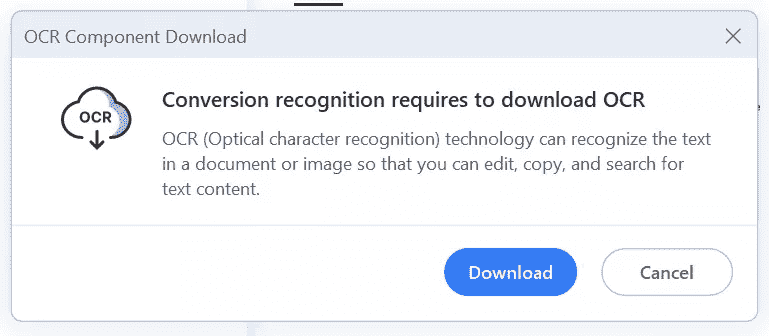 OCR Component Download
OCR
Conversion recognition requires to download OCR
OCR (Optical character recognition) technology can recognize the text
in a document or image so that you can edit, copy, and search for
text content.
Download
Cancel